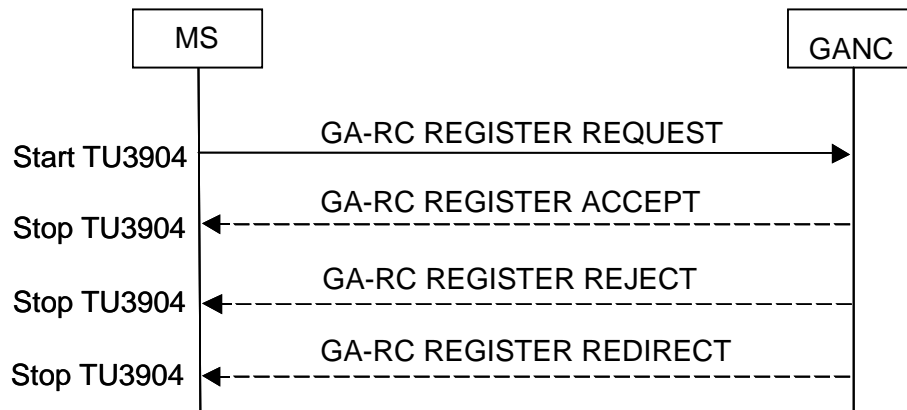 MS
GANC
GA-RC REGISTER REQUEST
Start TU3904
GA-RC REGISTER ACCEPT
Stop TU3904
GA-RC REGISTER REJECT
Stop TU3904
GA-RC REGISTER REDIRECT
Stop TU3904